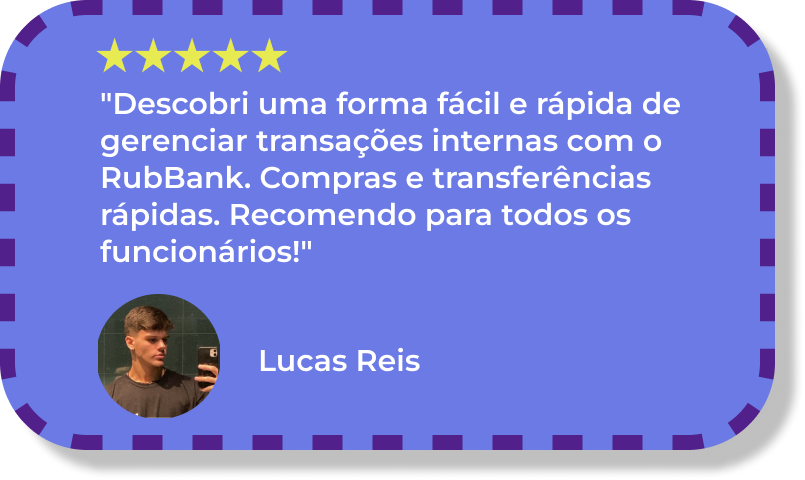 "Descobri uma forma fácil e rápida de
gerenciar transações internas com o
RubBank. Compras e transferências
rápidas. Recomendo para todos os
funcionários!"
Lucas Reis